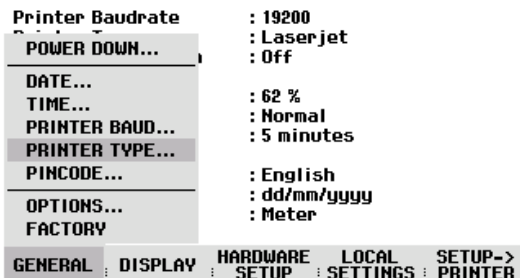 Printer Baudrate : 19200
: Laserjet
POWER DOWN... : Off
DATE...
: 62 %
TIME...
: Normal
PRINTER BAUD...
: 5 minutes
PRINTER TYPE...
PINCODE... : English
: dd/mm/yyyy
OPTIONS...
: Meter
FACTORY
GENERAL DISPLAY HARDWARE SETUP LOCAL SETTINGS SETUP-> PRINTER